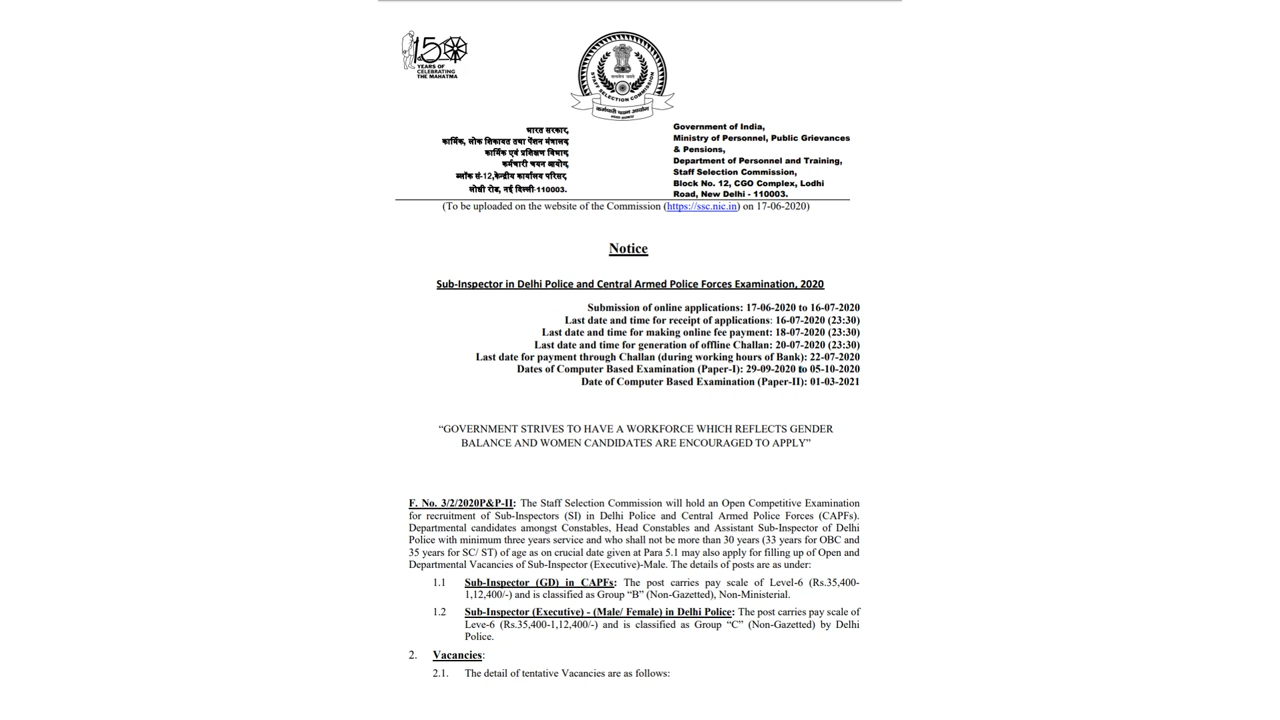 150
YEARS OF
CELEBRATING
THE MAHATMA
STAFF SELECTION COMMISSION
कर्मचारी चयन आयोग
भारत सरकार,
कार्मिक, लोक शिकायत तथा पेंशन मंत्रालय,
कार्मिक एवं प्रशिक्षण विभाग,
कर्मचारी चयन आयोग,
ब्लॉक सं-12,केन्द्रीय कार्यालय परिसर,
लोधी रोड, नई दिल्ली-110003.
Government of India,
Ministry of Personnel, Public Grievances
& Pensions,
Department of Personnel and Training,
Staff Selection Commission,
Block No. 12, CGO Complex, Lodhi
Road, New Delhi - 110003.
(To be uploaded on the website of the Commission (https://ssc.nic.in) on 17-06-2020)
Notice
Sub-Inspector in Delhi Police and Central Armed Police Forces Examination, 2020
Submission of online applications: 17-06-2020 to 16-07-2020
Last date and time for receipt of applications: 16-07-2020 (23:30)
Last date and time for making online fee payment: 18-07-2020 (23:30)
Last date and time for generation of offline Challan: 20-07-2020 (23:30)
Last date for payment through Challan (during working hours of Bank): 22-07-2020
Dates of Computer Based Examination (Paper-I): 29-09-2020 to 05-10-2020
Date of Computer Based Examination (Paper-II): 01-03-2021
“GOVERNMENT STRIVES TO HAVE A WORKFORCE WHICH REFLECTS GENDER
BALANCE AND WOMEN CANDIDATES ARE ENCOURAGED TO APPLY”
F. No. 3/2/2020P&P-II: The Staff Selection Commission will hold an Open Competitive Examination
for recruitment of Sub-Inspectors (SI) in Delhi Police and Central Armed Police Forces (CAPFs).
Departmental candidates amongst Constables, Head Constables and Assistant Sub-Inspector of Delhi
Police with minimum three years service and who shall not be more than 30 years (33 years for OBC and
35 years for SC/ ST) of age as on crucial date given at Para 5.1 may also apply for filling up of Open and
Departmental Vacancies of Sub-Inspector (Executive)-Male. The details of posts are as under:
1.1 Sub-Inspector (GD) in CAPFs: The post carries pay scale of Level-6 (Rs.35,400-
1,12,400/-) and is classified as Group “B” (Non-Gazetted), Non-Ministerial.
1.2 Sub-Inspector (Executive) - (Male/ Female) in Delhi Police: The post carries pay scale of
Leve-6 (Rs.35,400-1,12,400/-) and is classified as Group “C” (Non-Gazetted) by Delhi
Police.
2. Vacancies:
2.1. The detail of tentative Vacancies are as follows: